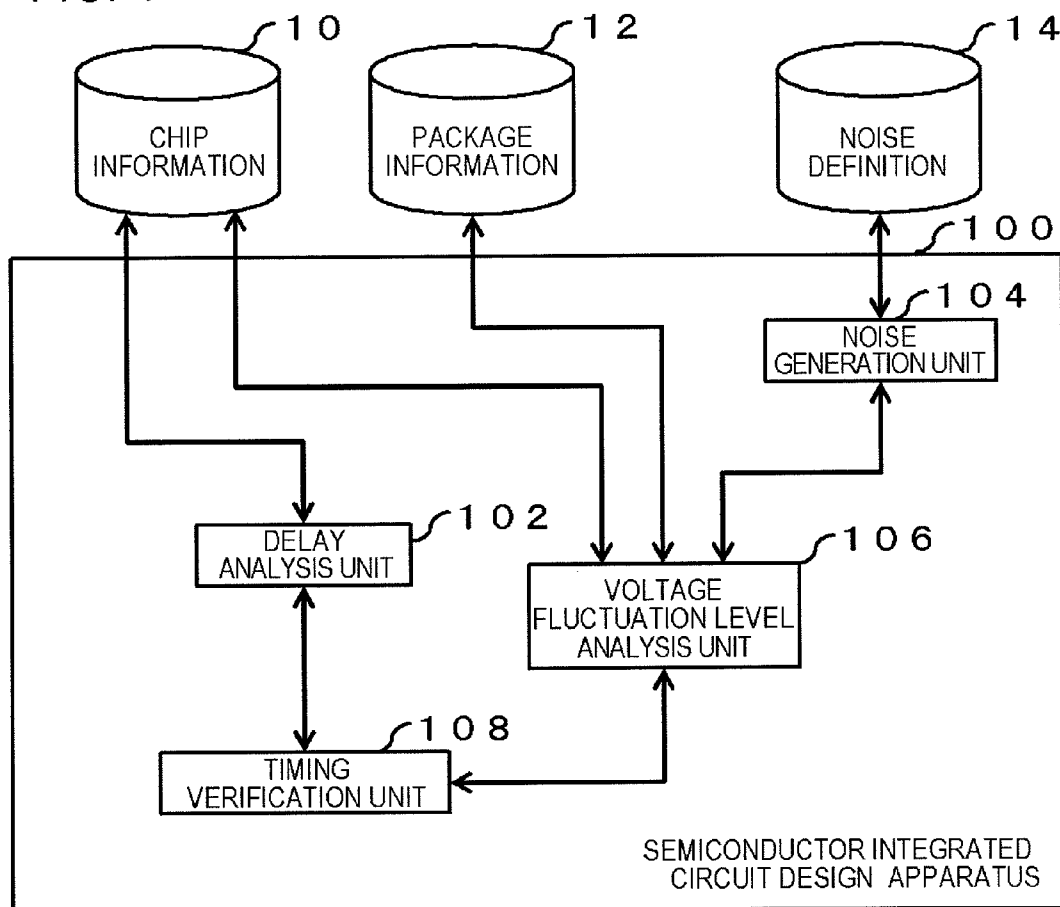 10
12
14
CHIP
INFORMATION
PACKAGE
INFORMATION
NOISE
DEFINITION
100
104
NOISE
GENERATION UNIT
102
DELAY
ANALYSIS UNIT
106
VOLTAGE
FLUCTUATION LEVEL
ANALYSIS UNIT
108
TIMING
VERIFICATION UNIT
SEMICONDUCTOR INTEGRATED
CIRCUIT DESIGN APPARATUS